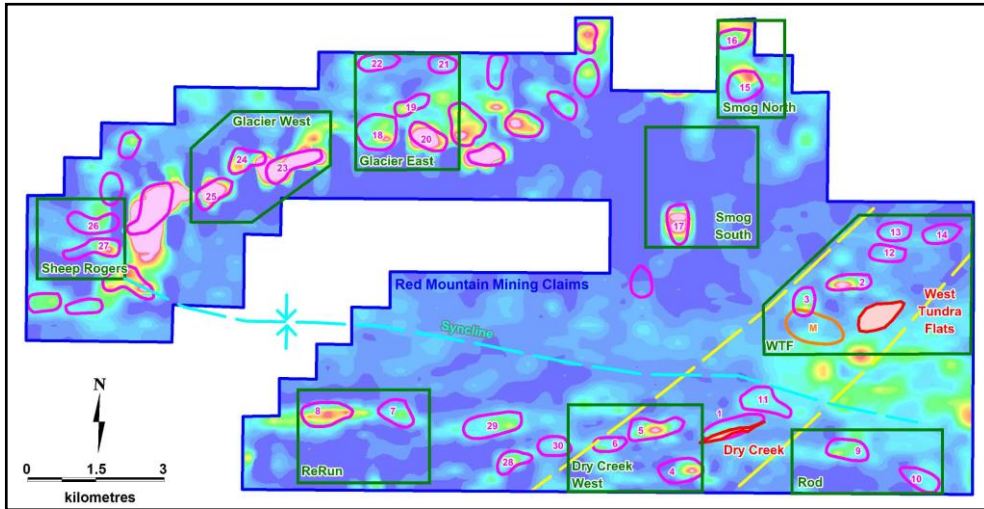 16
22
21
15
19
Smog North
Glacier West
18
20
Glacier East
24
23
25
26
17
Smog
South
13
14
27
12
Sheep Rogers
Red Mountain Mining Claims
2
West
Tundra
Flats
3
M
Syncline
WTF
N
8
7
11
1
29
5
6
30
Dry Creek
9
0
1.5
3
28
4
ReRun
Dry Creek
West
Rod
10
kilometres